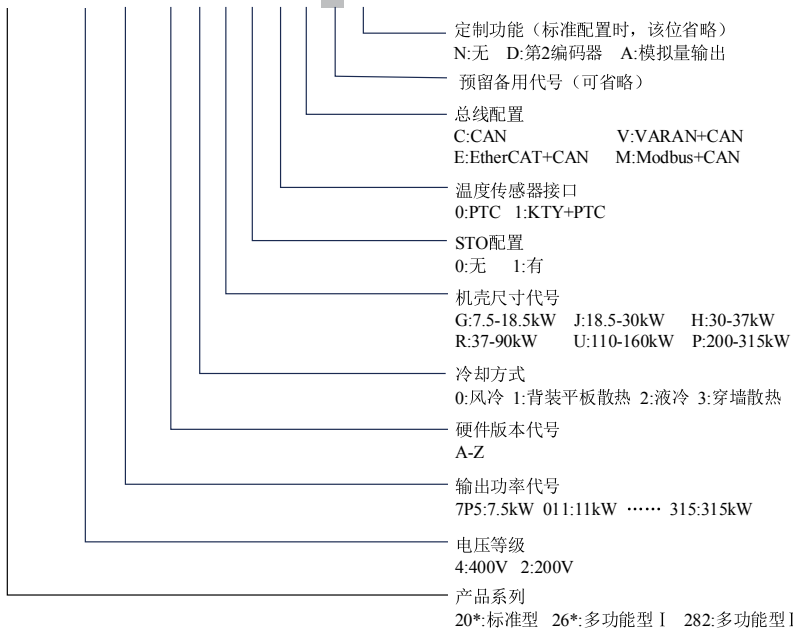 定制功能（标准配置时，该位省略）
N:无 D:第2编码器 A:模拟量输出
预留备用代号（可省略）
总线配置
C:CAN V:VARAN+CAN
E:EtherCAT+CAN M:Modbus+CAN
温度传感器接口
0:PTC 1:KTY+PTC
STO配置
0:无 1:有
机壳尺寸代号
G:7.5-18.5kW J:18.5-30kW H:30-37kW
R:37-90kW U:110-160kW P:200-315kW
冷却方式
0:风冷 1:背装平板散热 2:液冷 3:穿墙散热
硬件版本代号
A-Z
输出功率代号
7P5:7.5kW 011:11kW …… 315:315kW
电压等级
4:400V 2:200V
产品系列
20*:标准型 26*:多功能型Ⅰ 282:多功能型Ⅰ